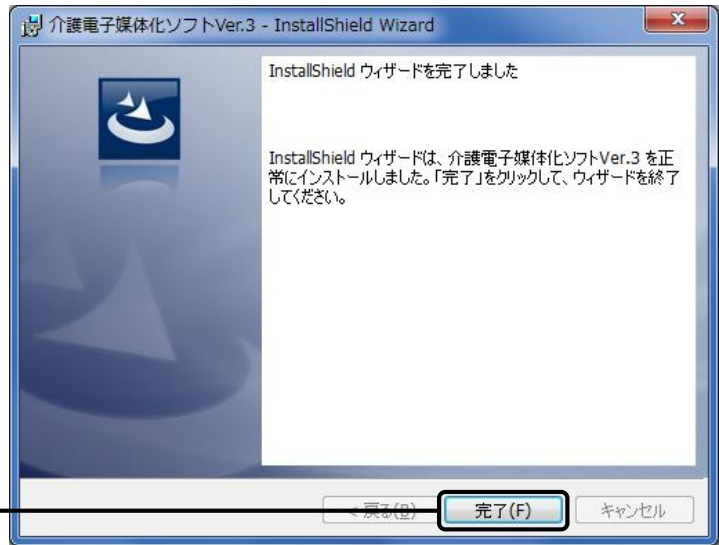 介護電子媒体化ソフトVer.3 - InstallShield Wizard
InstallShield ウィザードを完了しました
InstallShield ウィザードは、介護電子媒体化ソフトVer.3 を正
常にインストールしました。「完了」をクリックして、ウィザードを終了
してください。
< 戻る(B) 完了(F) キャンセル